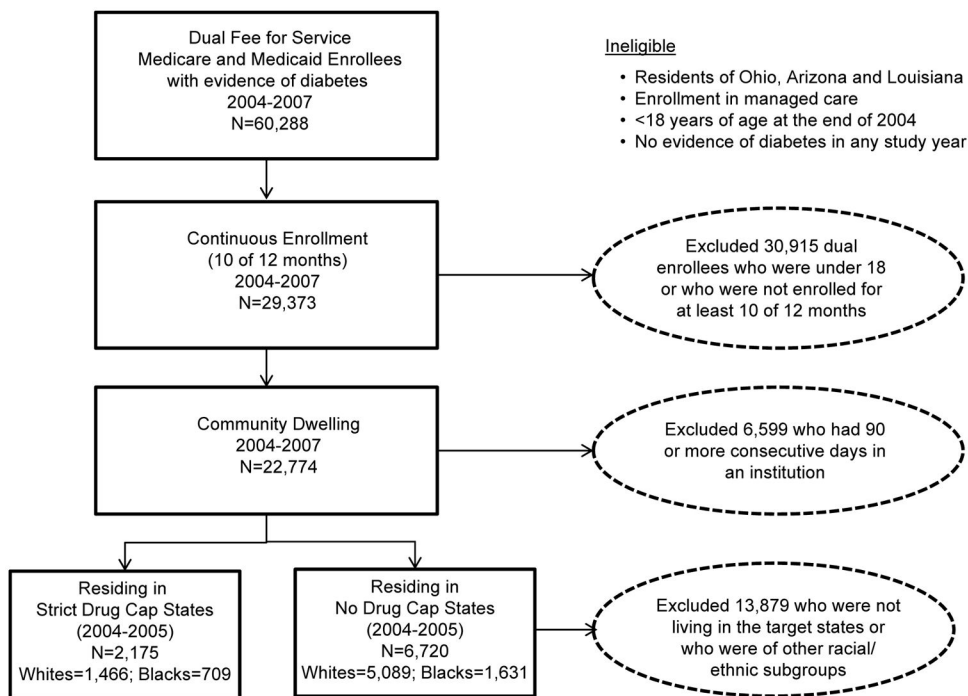 Dual Fee for Service
Medicare and Medicaid Enrollees
with evidence of diabetes
2004-2007
N=60,288
Ineligible
• Residents of Ohio, Arizona and Louisiana
• Enrollment in managed care
• <18 years of age at the end of 2004
• No evidence of diabetes in any study year
Continuous Enrollment
(10 of 12 months)
2004-2007
N=29,373
Excluded 30,915 dual
enrollees who were under 18
or who were not enrolled for
at least 10 of 12 months
Community Dwelling
2004-2007
N=22,774
Excluded 6,599 who had 90
or more consecutive days in
an institution
Residing in
Strict Drug Cap States
(2004-2005)
N=2,175
Whites=1,466; Blacks=709
Residing in
No Drug Cap States
(2004-2005)
N=6,720
Whites=5,089; Blacks=1,631
Excluded 13,879 who were not
living in the target states or
who were of other racial/
ethnic subgroups